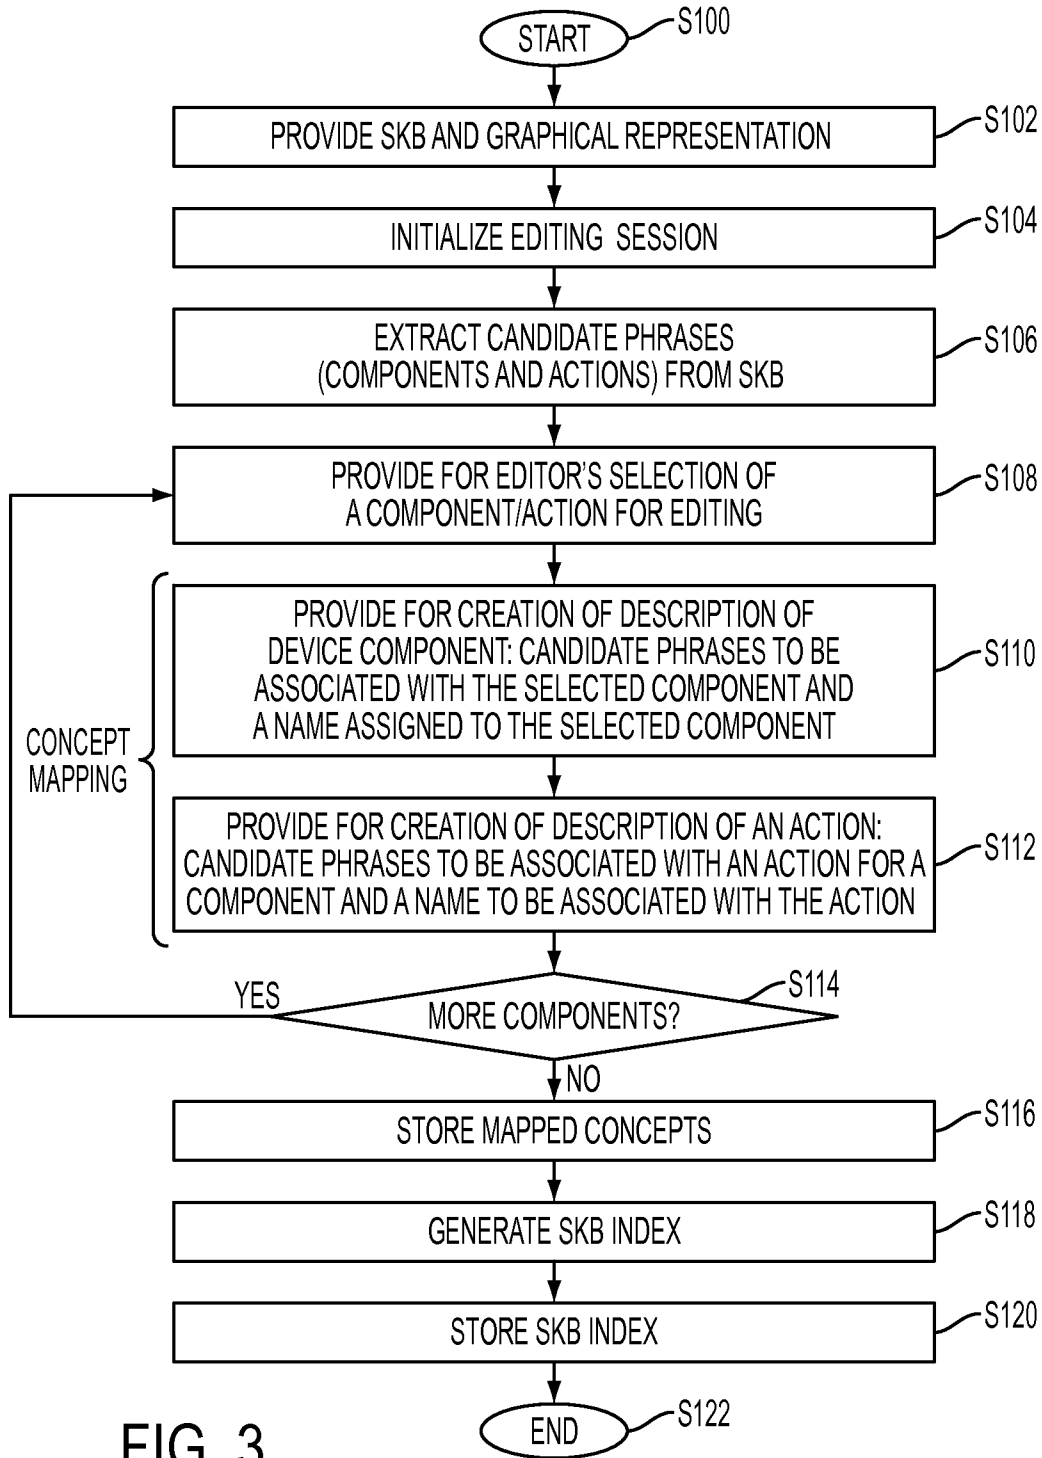 START
S100
PROVIDE SKB AND GRAPHICAL REPRESENTATION
S102
INITIALIZE EDITING SESSION
S104
EXTRACT CANDIDATE PHRASES
(COMPONENTS AND ACTIONS) FROM SKB
S106
PROVIDE FOR EDITOR'S SELECTION OF
A COMPONENT/ACTION FOR EDITING
S108
CONCEPT
MAPPING
PROVIDE FOR CREATION OF DESCRIPTION OF
DEVICE COMPONENT: CANDIDATE PHRASES TO BE
ASSOCIATED WITH THE SELECTED COMPONENT AND
A NAME ASSIGNED TO THE SELECTED COMPONENT
S110
PROVIDE FOR CREATION OF DESCRIPTION OF AN ACTION:
CANDIDATE PHRASES TO BE ASSOCIATED WITH AN ACTION FOR A
COMPONENT AND A NAME TO BE ASSOCIATED WITH THE ACTION
S112
YES
MORE COMPONENTS?
S114
NO
STORE MAPPED CONCEPTS
S116
GENERATE SKB INDEX
S118
STORE SKB INDEX
S120
END
S122
FIG. 3